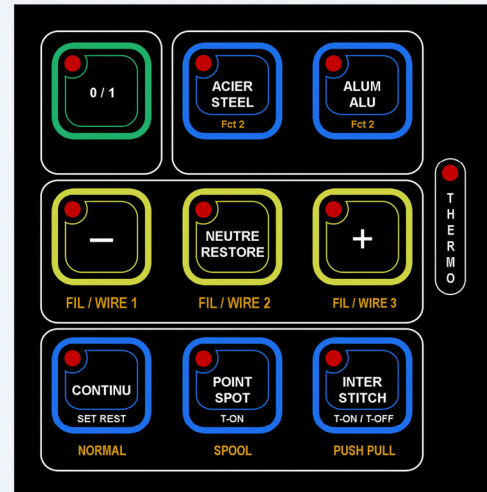 0 / 1
ACIER
STEEL
Fct 2
ALUM
ALU
Fct 2
THERMO
−
NEUTRE
RESTORE
+
FIL / WIRE 1
FIL / WIRE 2
FIL / WIRE 3
CONTINU
SET REST
POINT
SPOT
T-ON
INTER
STITCH
T-ON / T-OFF
NORMAL
SPOOL
PUSH PULL